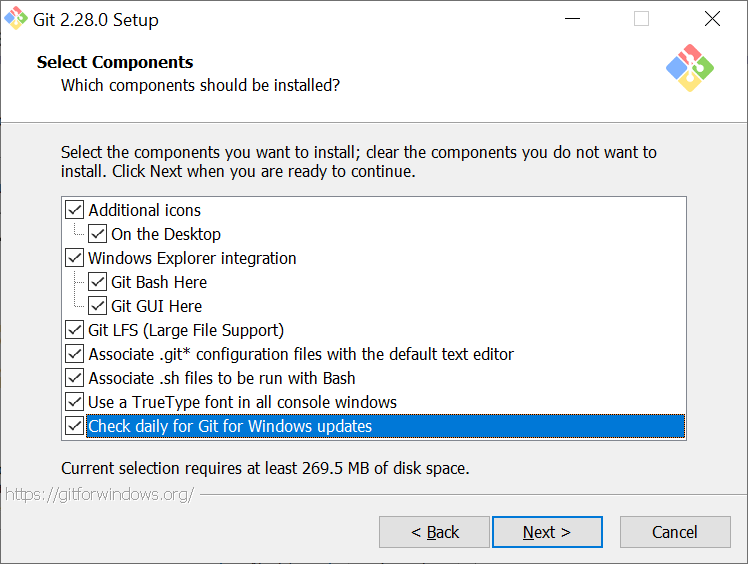 Git 2.28.0 Setup
Select Components
Which components should be installed?
Select the components you want to install; clear the components you do not want to
install. Click Next when you are ready to continue.
Additional icons
On the Desktop
Windows Explorer integration
Git Bash Here
Git GUI Here
Git LFS (Large File Support)
Associate .git* configuration files with the default text editor
Associate .sh files to be run with Bash
Use a TrueType font in all console windows
Check daily for Git for Windows updates
Current selection requires at least 269.5 MB of disk space.
https://gitforwindows.org/
< Back
Next >
Cancel